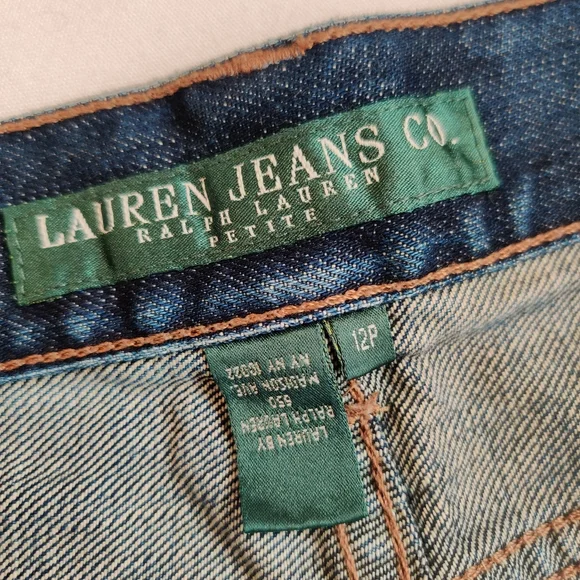 LAUREN JEANS CO.
RALPH LAUREN
PETITE
12P
LAUREN BY
RALPH LAUREN
650
MADISON AVE.
NY NY 10022